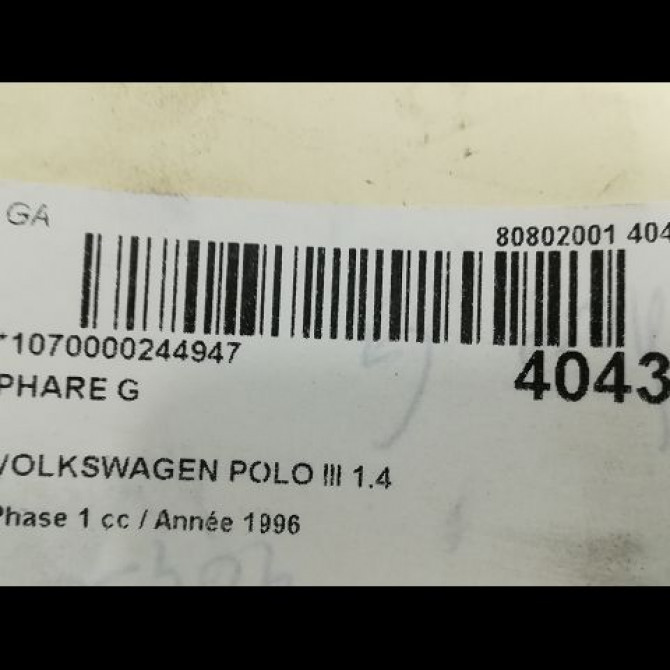 GA
80802001 404
*1070000244947
4043
PHARE G
VOLKSWAGEN POLO III 1.4
Phase 1 cc / Année 1996